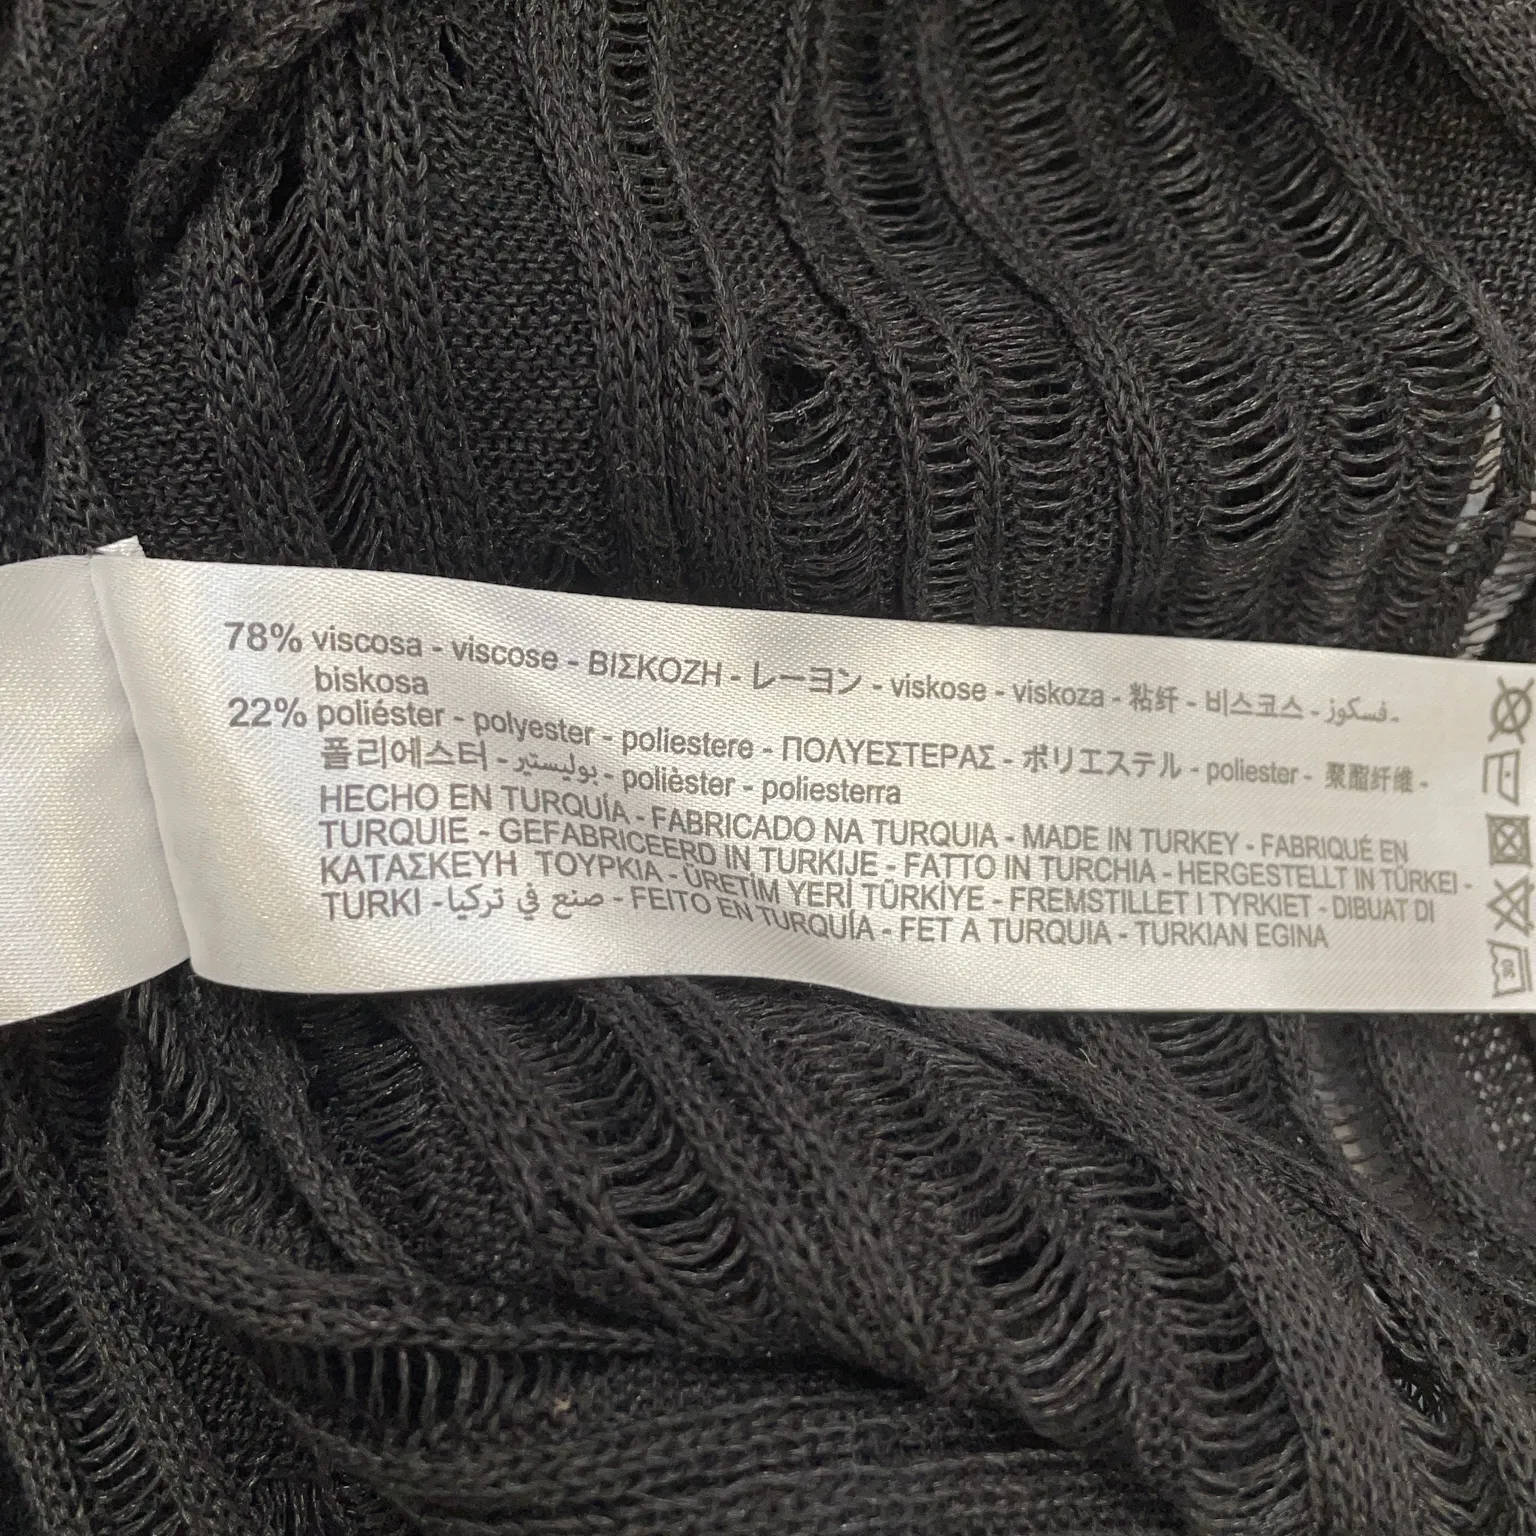 78% viscosa - viscose - ΒΙΣΚΟΖΗ - レーヨン - viskose - viskoza - 粘纤 - 비스코스 - فسكوز -
biskosa
22% poliéster - polyester - poliestere - ΠΟΛΥΕΣΤΕΡΑΣ - ポリエステル - poliester - 聚酯纤维 -
폴리에스터 - بوليستير - polièster - poliesterra
HECHO EN TURQUÍA - FABRICADO NA TURQUIA - MADE IN TURKEY - FABRIQUÉ EN
TURQUIE - GEFABRICEERD IN TURKIJE - FATTO IN TURCHIA - HERGESTELLT IN TÜRKEI -
ΚΑΤΑΣΚΕΥΗ ΤΟΥΡΚΙΑ - ÜRETİM YERİ TÜRKİYE - FREMSTILLET I TYRKIET - DIBUAT DI
TURKI - صنع في تركيا - FEITO EN TURQUÍA - FET A TURQUIA - TURKIAN EGINA